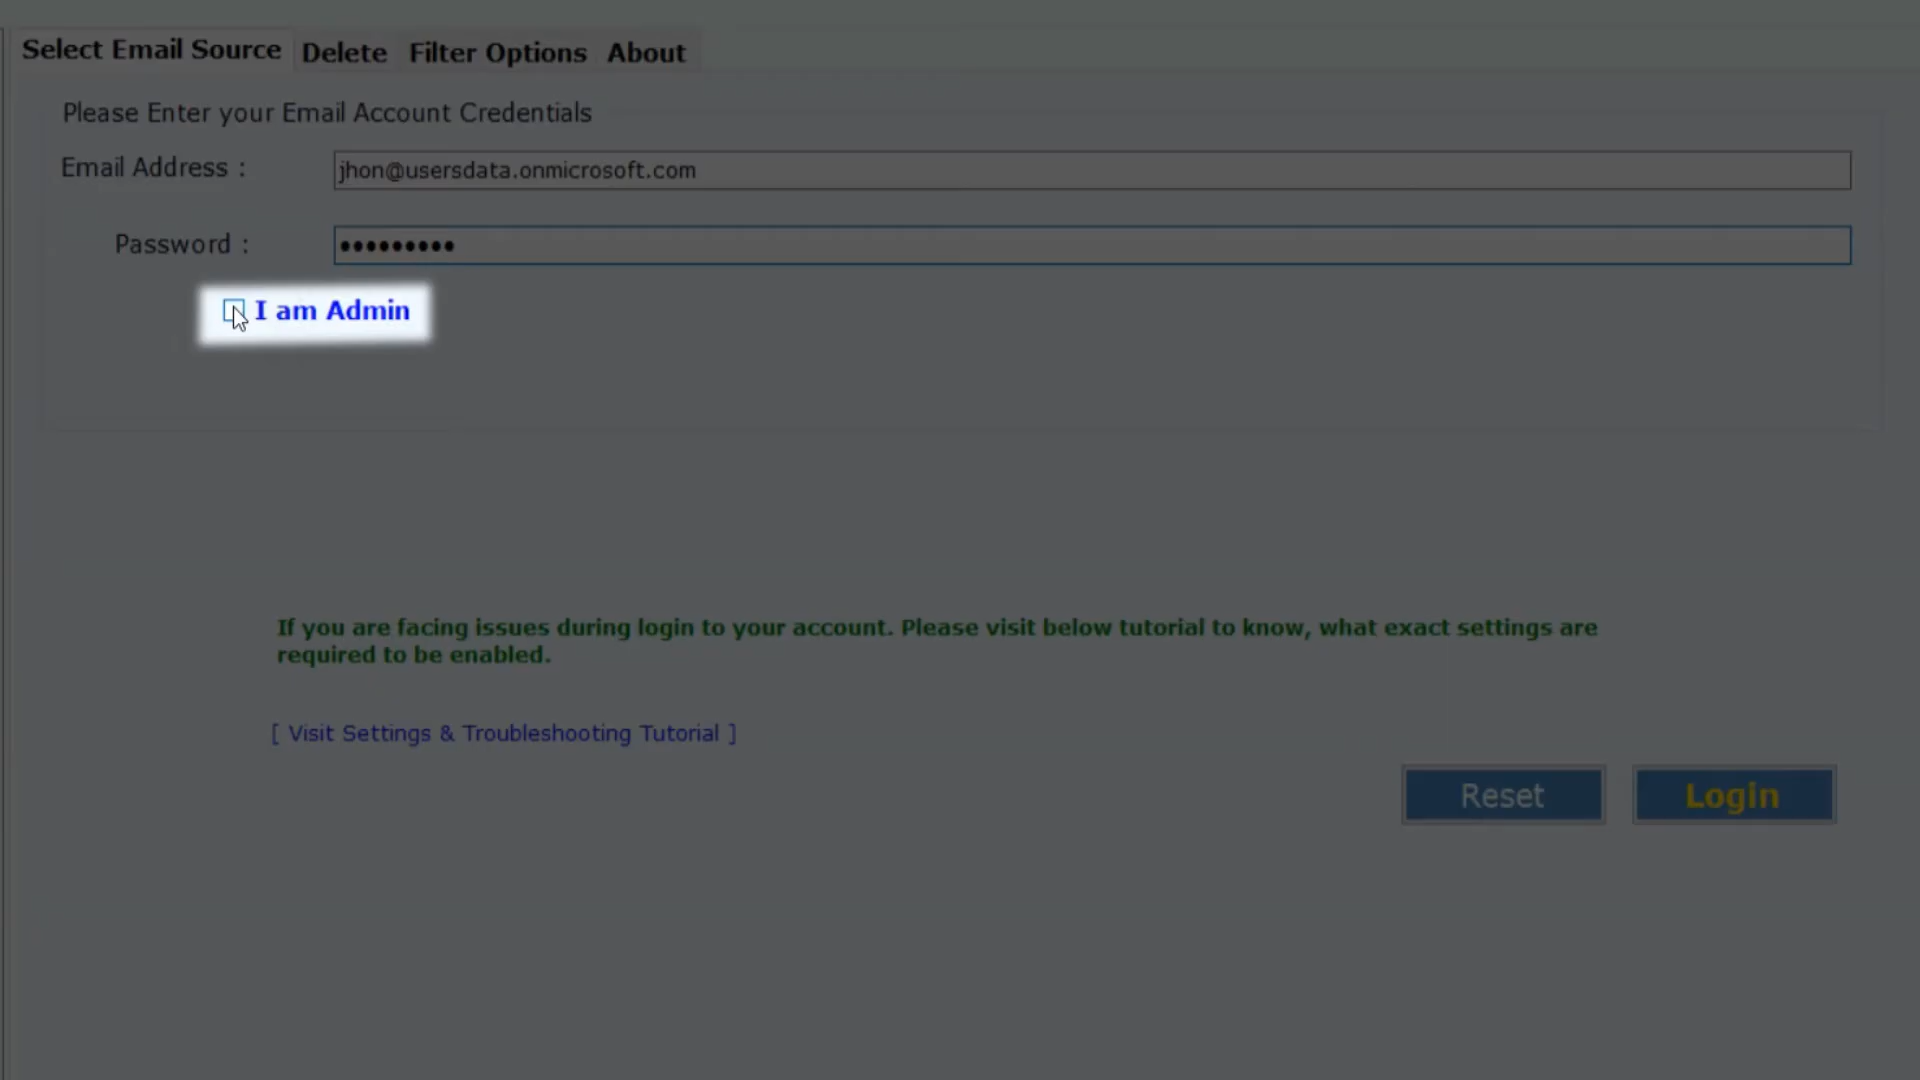 Select Email Source Delete Filter Options About
Please Enter your Email Account Credentials
Email Address : jhon@usersdata.onmicrosoft.com
Password : •••••••••
I am Admin
If you are facing issues during login to your account. Please visit below tutorial to know, what exact settings are
required to be enabled.
[ Visit Settings & Troubleshooting Tutorial ]
Reset Login